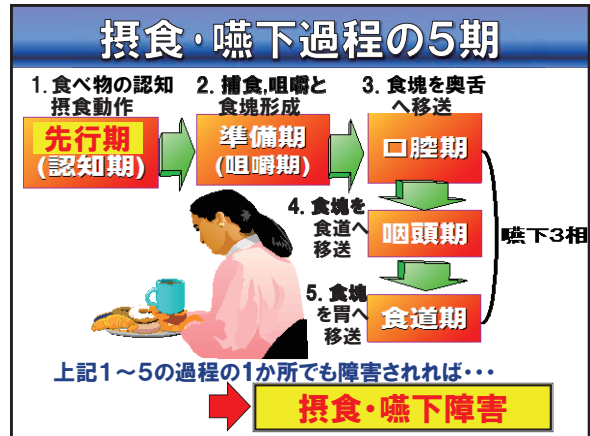 摂食・嚥下過程の5期
1. 食べ物の認知
摂食動作
先行期
(認知期)
2. 捕食,咀嚼と
食塊形成
準備期
(咀嚼期)
3. 食塊を奥舌
へ移送
口腔期
4. 食塊を
食道へ
移送
咽頭期
嚥下3相
5. 食塊
を胃へ
移送
食道期
上記1～5の過程の1か所でも障害されれば・・・
摂食・嚥下障害